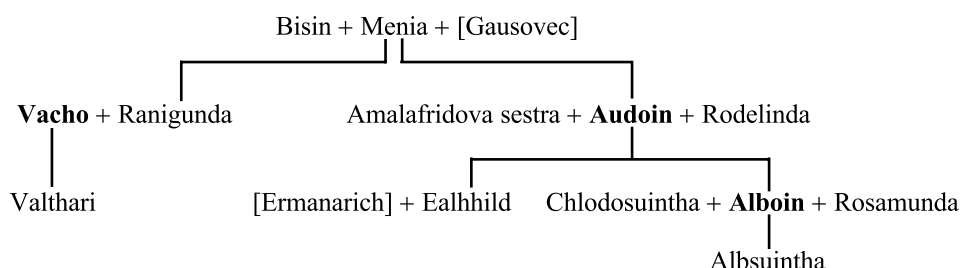 Bisin + Menia + [Gausovec]
Vacho + Ranigunda Amalafridova sestra + Audoin + Rodelinda
Valthari [Ermanarich] + Ealhhild Chlodosuintha + Alboin + Rosamunda
Albsuintha